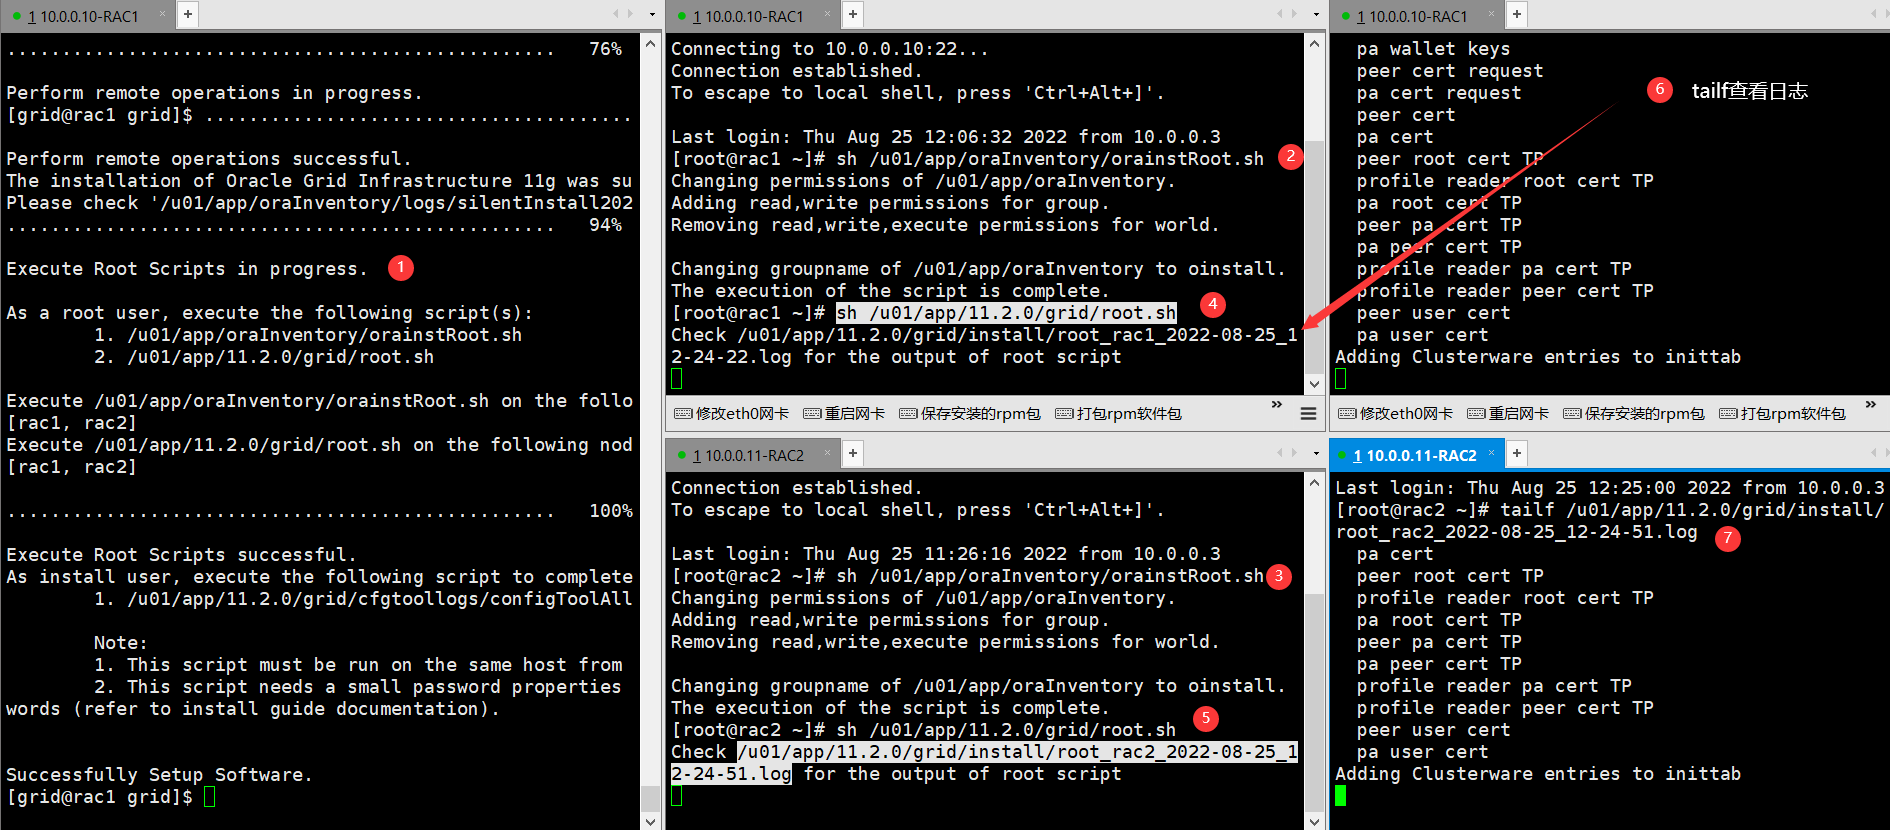 1 10.0.0.10-RAC1
..................................................   76%
Perform remote operations in progress.
[grid@rac1 grid]$ .......................................
Perform remote operations successful.
The installation of Oracle Grid Infrastructure 11g was su
Please check '/u01/app/oraInventory/logs/silentInstall202
..................................................   94%
Execute Root Scripts in progress.
1
As a root user, execute the following script(s):
1. /u01/app/oraInventory/orainstRoot.sh
2. /u01/app/11.2.0/grid/root.sh
Execute /u01/app/oraInventory/orainstRoot.sh on the follo
[rac1, rac2]
Execute /u01/app/11.2.0/grid/root.sh on the following nod
[rac1, rac2]
..................................................   100%
Execute Root Scripts successful.
As install user, execute the following script to complete
1. /u01/app/11.2.0/grid/cfgtoollogs/configToolAll
Note:
1. This script must be run on the same host from
2. This script needs a small password properties
words (refer to install guide documentation).
Successfully Setup Software.
[grid@rac1 grid]$
1 10.0.0.10-RAC1
Connecting to 10.0.0.10:22...
Connection established.
To escape to local shell, press 'Ctrl+Alt+]'.
Last login: Thu Aug 25 12:06:32 2022 from 10.0.0.3
[root@rac1 ~]# sh /u01/app/oraInventory/orainstRoot.sh
2
Changing permissions of /u01/app/oraInventory.
Adding read,write permissions for group.
Removing read,write,execute permissions for world.
Changing groupname of /u01/app/oraInventory to oinstall.
The execution of the script is complete.
4
[root@rac1 ~]# sh /u01/app/11.2.0/grid/root.sh
Check /u01/app/11.2.0/grid/install/root_rac1_2022-08-25_1
2-24-22.log for the output of root script
修改eth0网卡 重启网卡 保存安装的rpm包 打包rpm软件包 »
1 10.0.0.11-RAC2
Connection established.
To escape to local shell, press 'Ctrl+Alt+]'.
Last login: Thu Aug 25 11:26:16 2022 from 10.0.0.3
[root@rac2 ~]# sh /u01/app/oraInventory/orainstRoot.sh
3
Changing permissions of /u01/app/oraInventory.
Adding read,write permissions for group.
Removing read,write,execute permissions for world.
Changing groupname of /u01/app/oraInventory to oinstall.
The execution of the script is complete.
5
[root@rac2 ~]# sh /u01/app/11.2.0/grid/root.sh
Check /u01/app/11.2.0/grid/install/root_rac2_2022-08-25_1
2-24-51.log for the output of root script
1 10.0.0.10-RAC1
pa wallet keys
peer cert request
pa cert request
6 tailf查看日志
peer cert
pa cert
peer root cert TP
profile reader root cert TP
pa root cert TP
peer pa cert TP
pa peer cert TP
profile reader pa cert TP
profile reader peer cert TP
peer user cert
pa user cert
Adding Clusterware entries to inittab
修改eth0网卡 重启网卡 保存安装的rpm包 打包rpm软件包 »
1 10.0.0.11-RAC2
Last login: Thu Aug 25 12:25:00 2022 from 10.0.0.3
[root@rac2 ~]# tailf /u01/app/11.2.0/grid/install/
root_rac2_2022-08-25_12-24-51.log
7
pa cert
peer root cert TP
profile reader root cert TP
pa root cert TP
peer pa cert TP
pa peer cert TP
profile reader pa cert TP
profile reader peer cert TP
peer user cert
pa user cert
Adding Clusterware entries to inittab